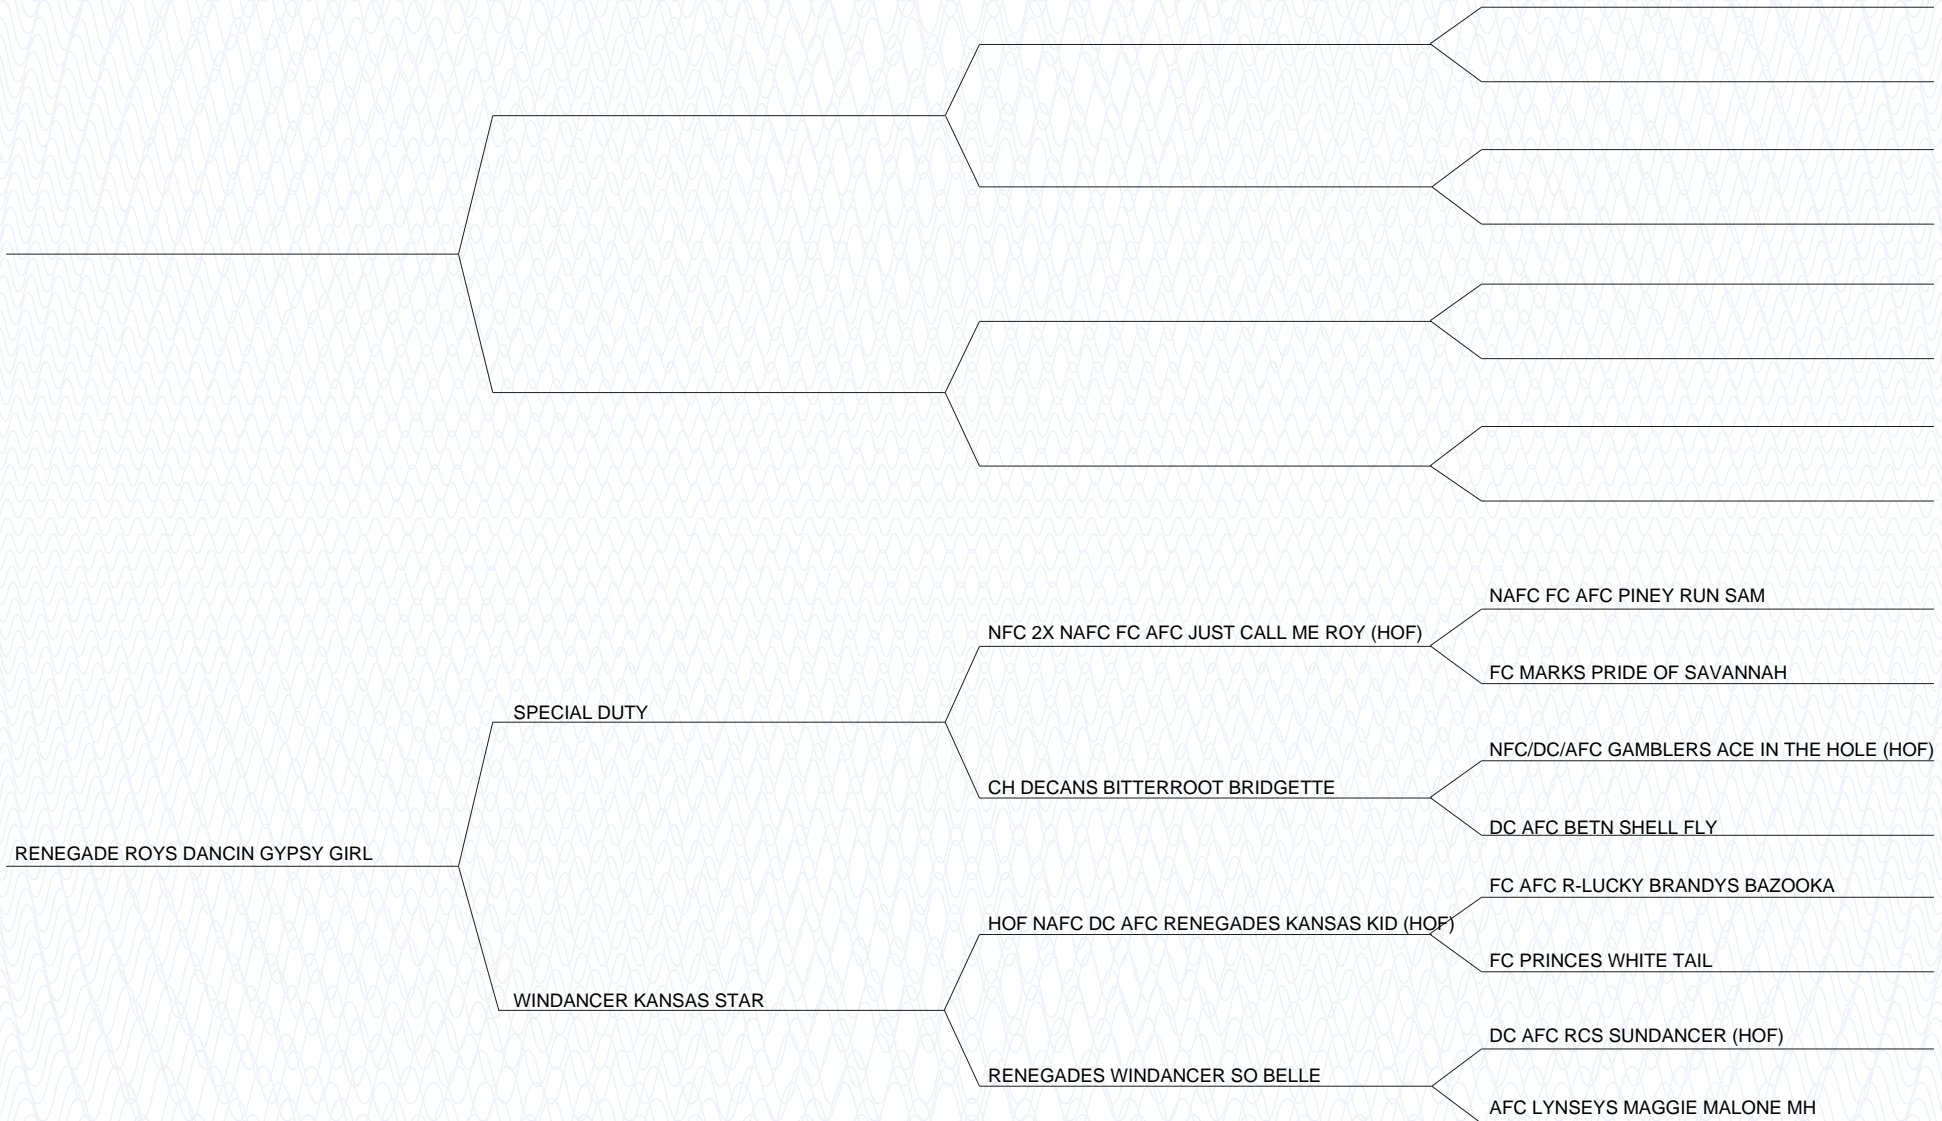 NAFC FC AFC PINEY RUN SAM
NFC 2X NAFC FC AFC JUST CALL ME ROY (HOF)
FC MARKS PRIDE OF SAVANNAH
SPECIAL DUTY
NFC/DC/AFC GAMBLERS ACE IN THE HOLE (HOF)
CH DECANS BITTERROOT BRIDGETTE
DC AFC BETN SHELL FLY
RENEGADE ROYS DANCIN GYPSY GIRL
FC AFC R-LUCKY BRANDYS BAZOOKA
HOF NAFC DC AFC RENEGADES KANSAS KID (HOF)
FC PRINCES WHITE TAIL
WINDANCER KANSAS STAR
DC AFC RCS SUNDANCER (HOF)
RENEGADES WINDANCER SO BELLE
AFC LYNSEYS MAGGIE MALONE MH